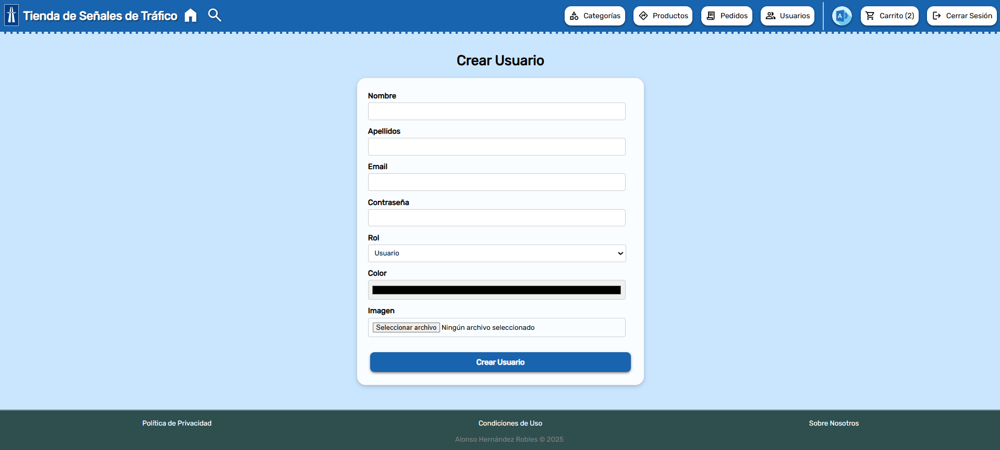 Tienda de Señales de Tráfico
Categorías
Productos
Pedidos
Usuarios
A
Carrito (2)
Cerrar Sesión
Crear Usuario
Nombre
Apellidos
Email
Contraseña
Rol
Usuario
Color
Imagen
Seleccionar archivo Ningún archivo seleccionado
Crear Usuario
Política de Privacidad
Condiciones de Uso
Sobre Nosotros
Alonso Hernández Robles © 2025